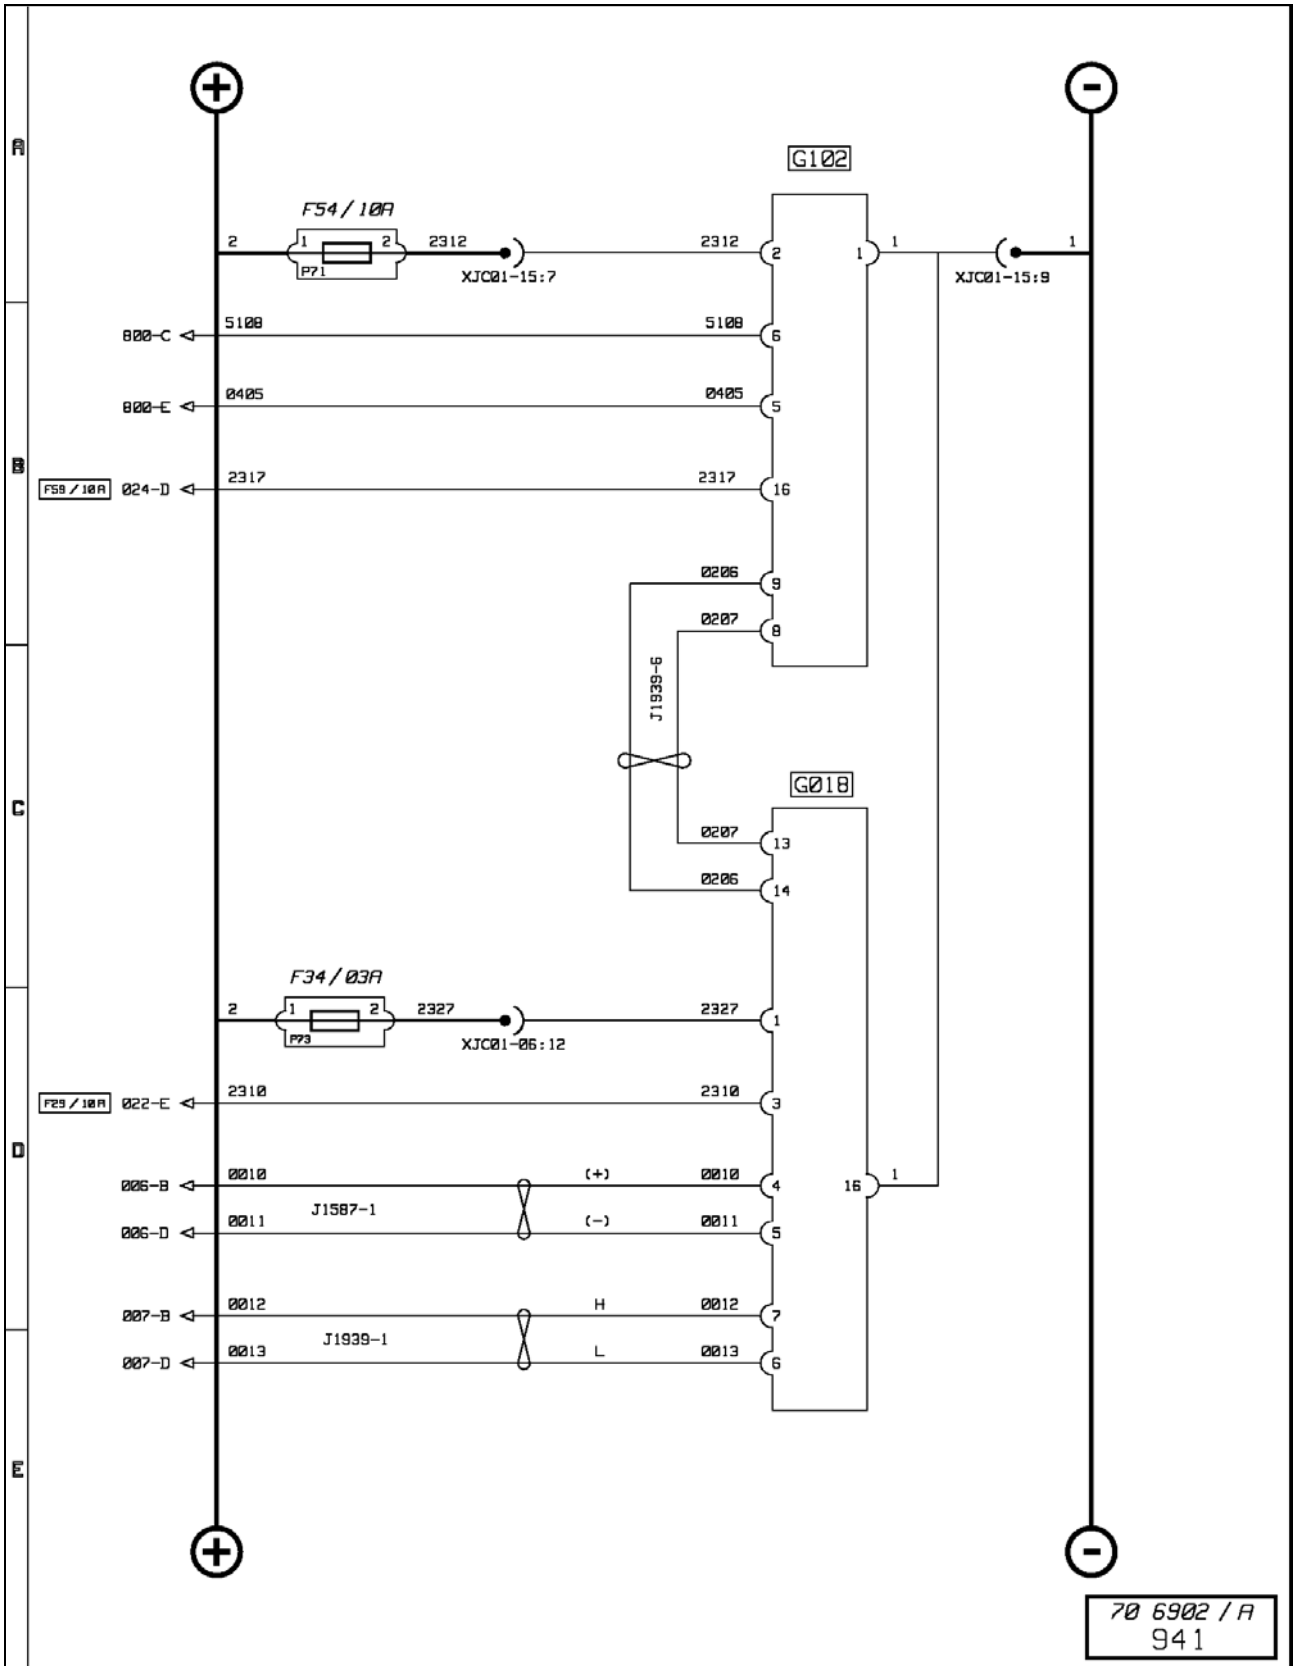 + -
A
G102
F54/10A
2 1 2 2312 2312 2 1 1 1
P71
XJC01-15:7 XJC01-15:9
5108 5108
800-C 6
0405 0405
800-E 5
B
2317 2317
F59/10A 024-D 16
0206
9
0207
8
J1939-6
G018
C
0207
13
0206
14
F34/03A
2 1 2 2327 2327
1
P73
XJC01-06:12
2310 2310
F29/10A 022-E 3
D
0010 (+) 0010 1
006-B 4 16
J1587-1
0011 (-) 0011
006-D 5
0012 H 0012
007-B 7
J1939-1
0013 L 0013
007-D 6
E
+ -
70 6902/A
941